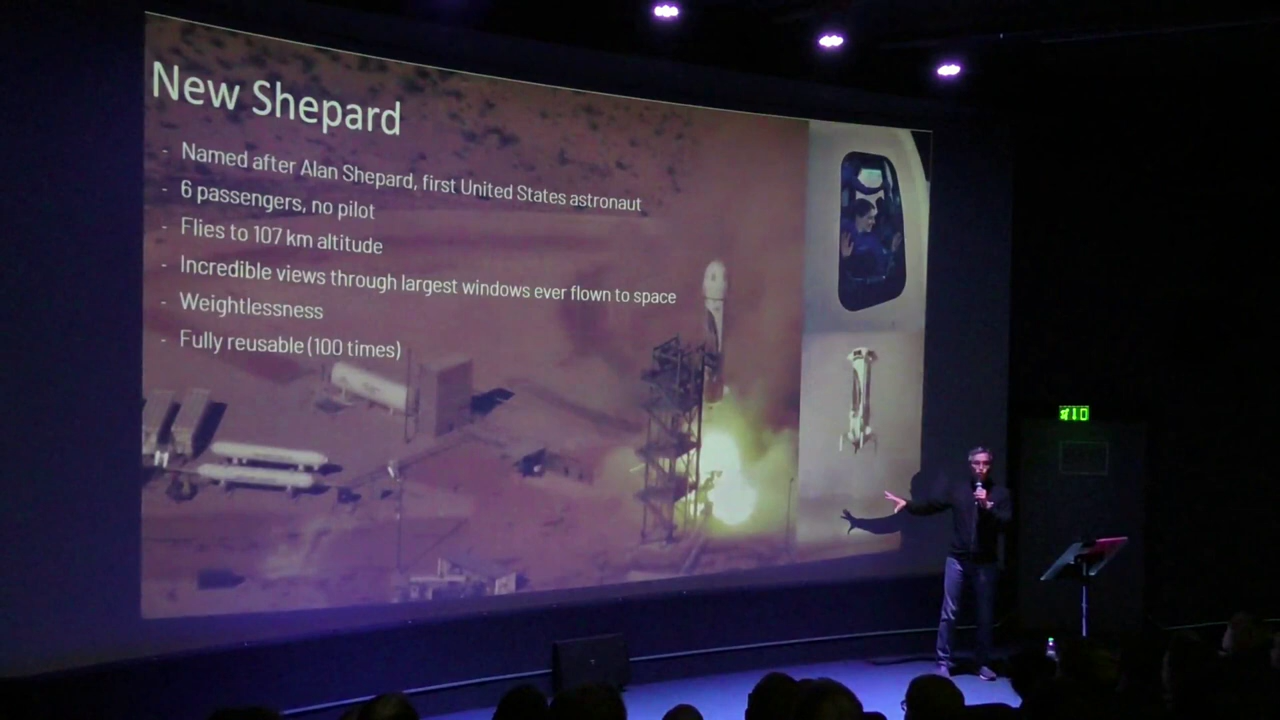 New Shepard
- Named after Alan Shepard, first United States astronaut
- 6 passengers, no pilot
- Flies to 107 km altitude
- Incredible views through largest windows ever flown to space
- Weightlessness
- Fully reusable (100 times)